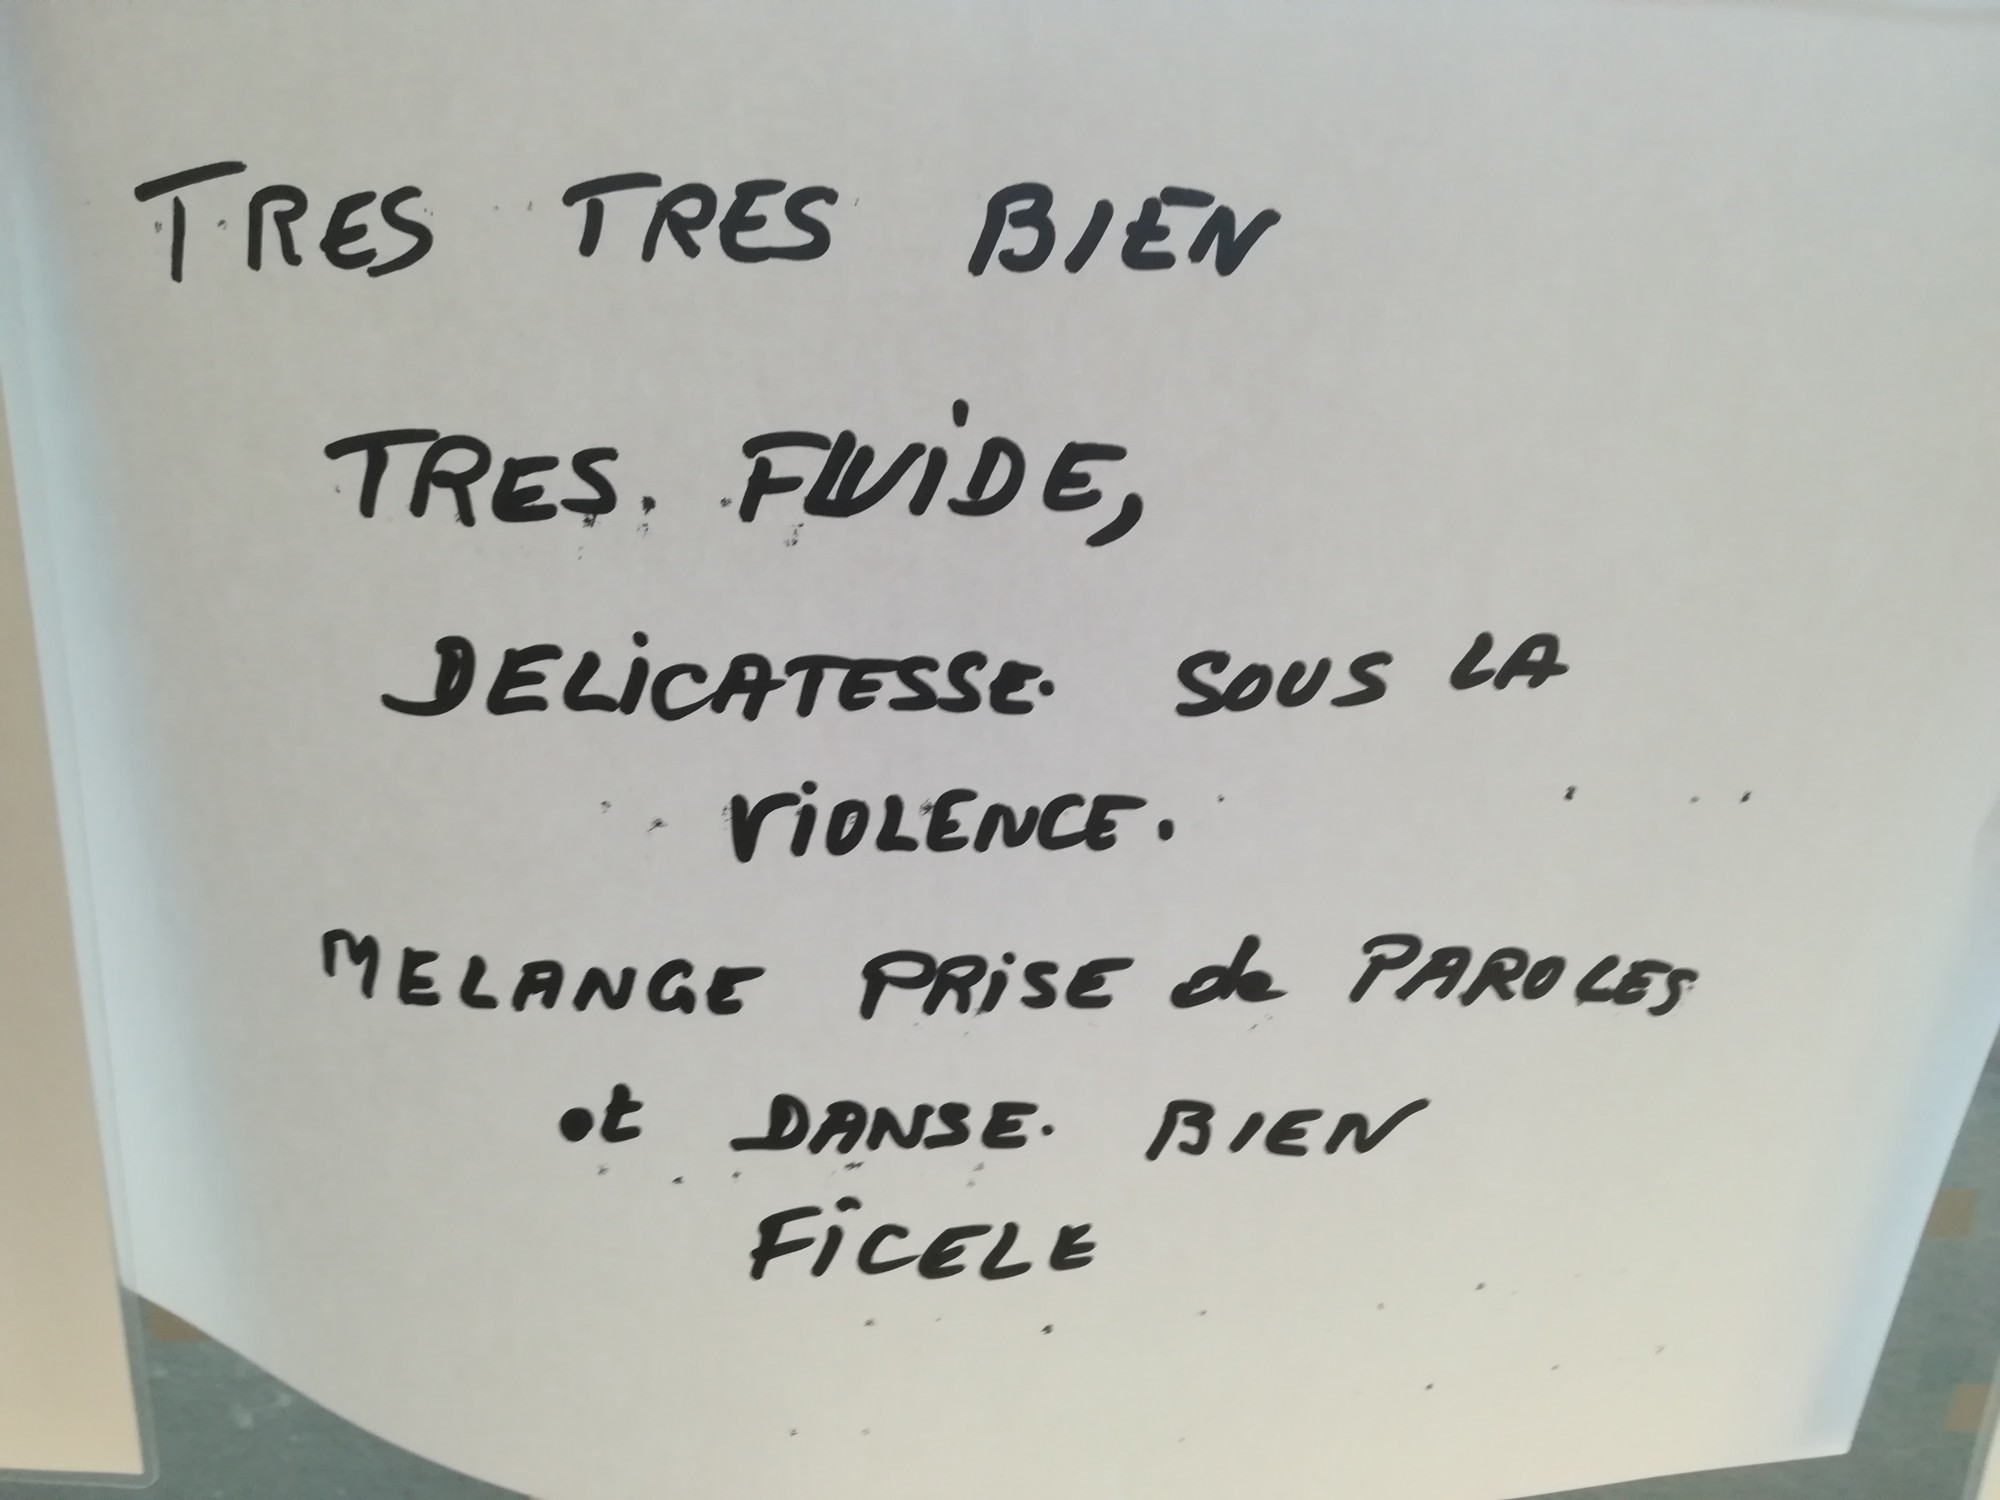 TRES TRES BIEN
TRES. FLUIDE,
DELICATESSE. SOUS LA
VIOLENCE.
MELANGE PRISE de PAROLES
et DANSE. BIEN
FICELE